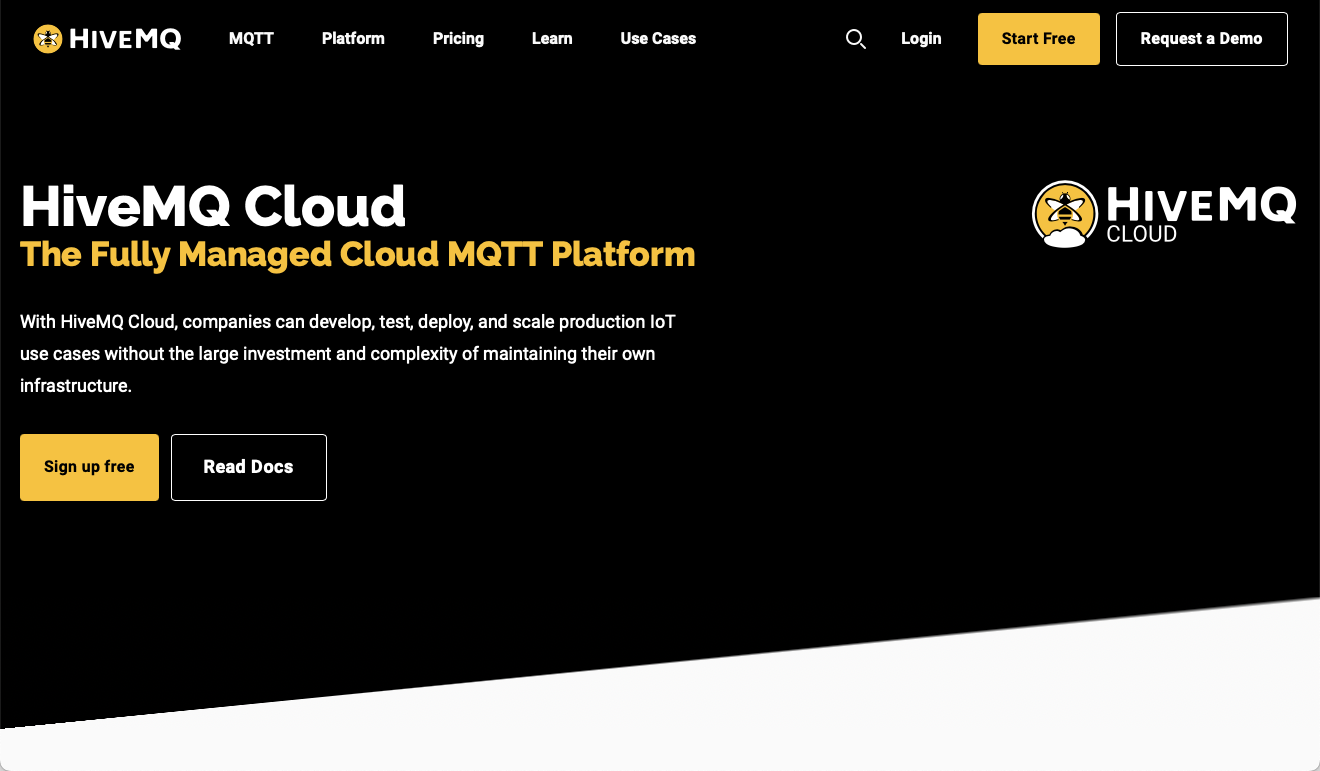 HIVEMQ MQTT Platform Pricing Learn Use Cases Login Start Free Request a Demo
HiveMQ Cloud
The Fully Managed Cloud MQTT Platform
HIVEMQ
CLOUD
With HiveMQ Cloud, companies can develop, test, deploy, and scale production IoT
use cases without the large investment and complexity of maintaining their own
infrastructure.
Sign up free Read Docs